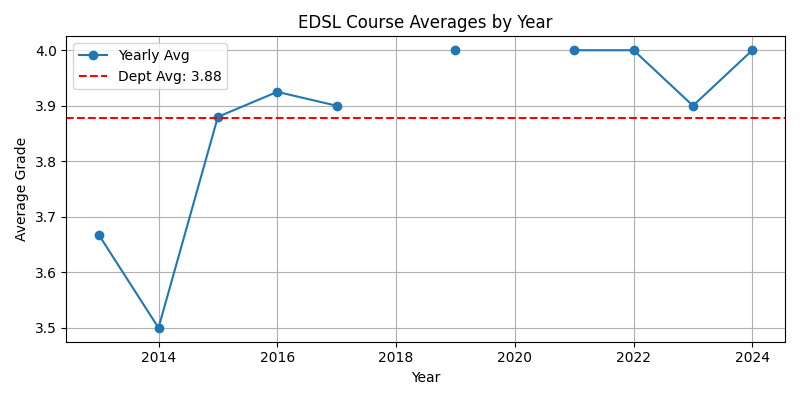 EDSL Course Averages by Year
Yearly Avg
Dept Avg: 3.88
Average Grade
4.0
3.9
3.8
3.7
3.6
3.5
2014 2016 2018 2020 2022 2024
Year